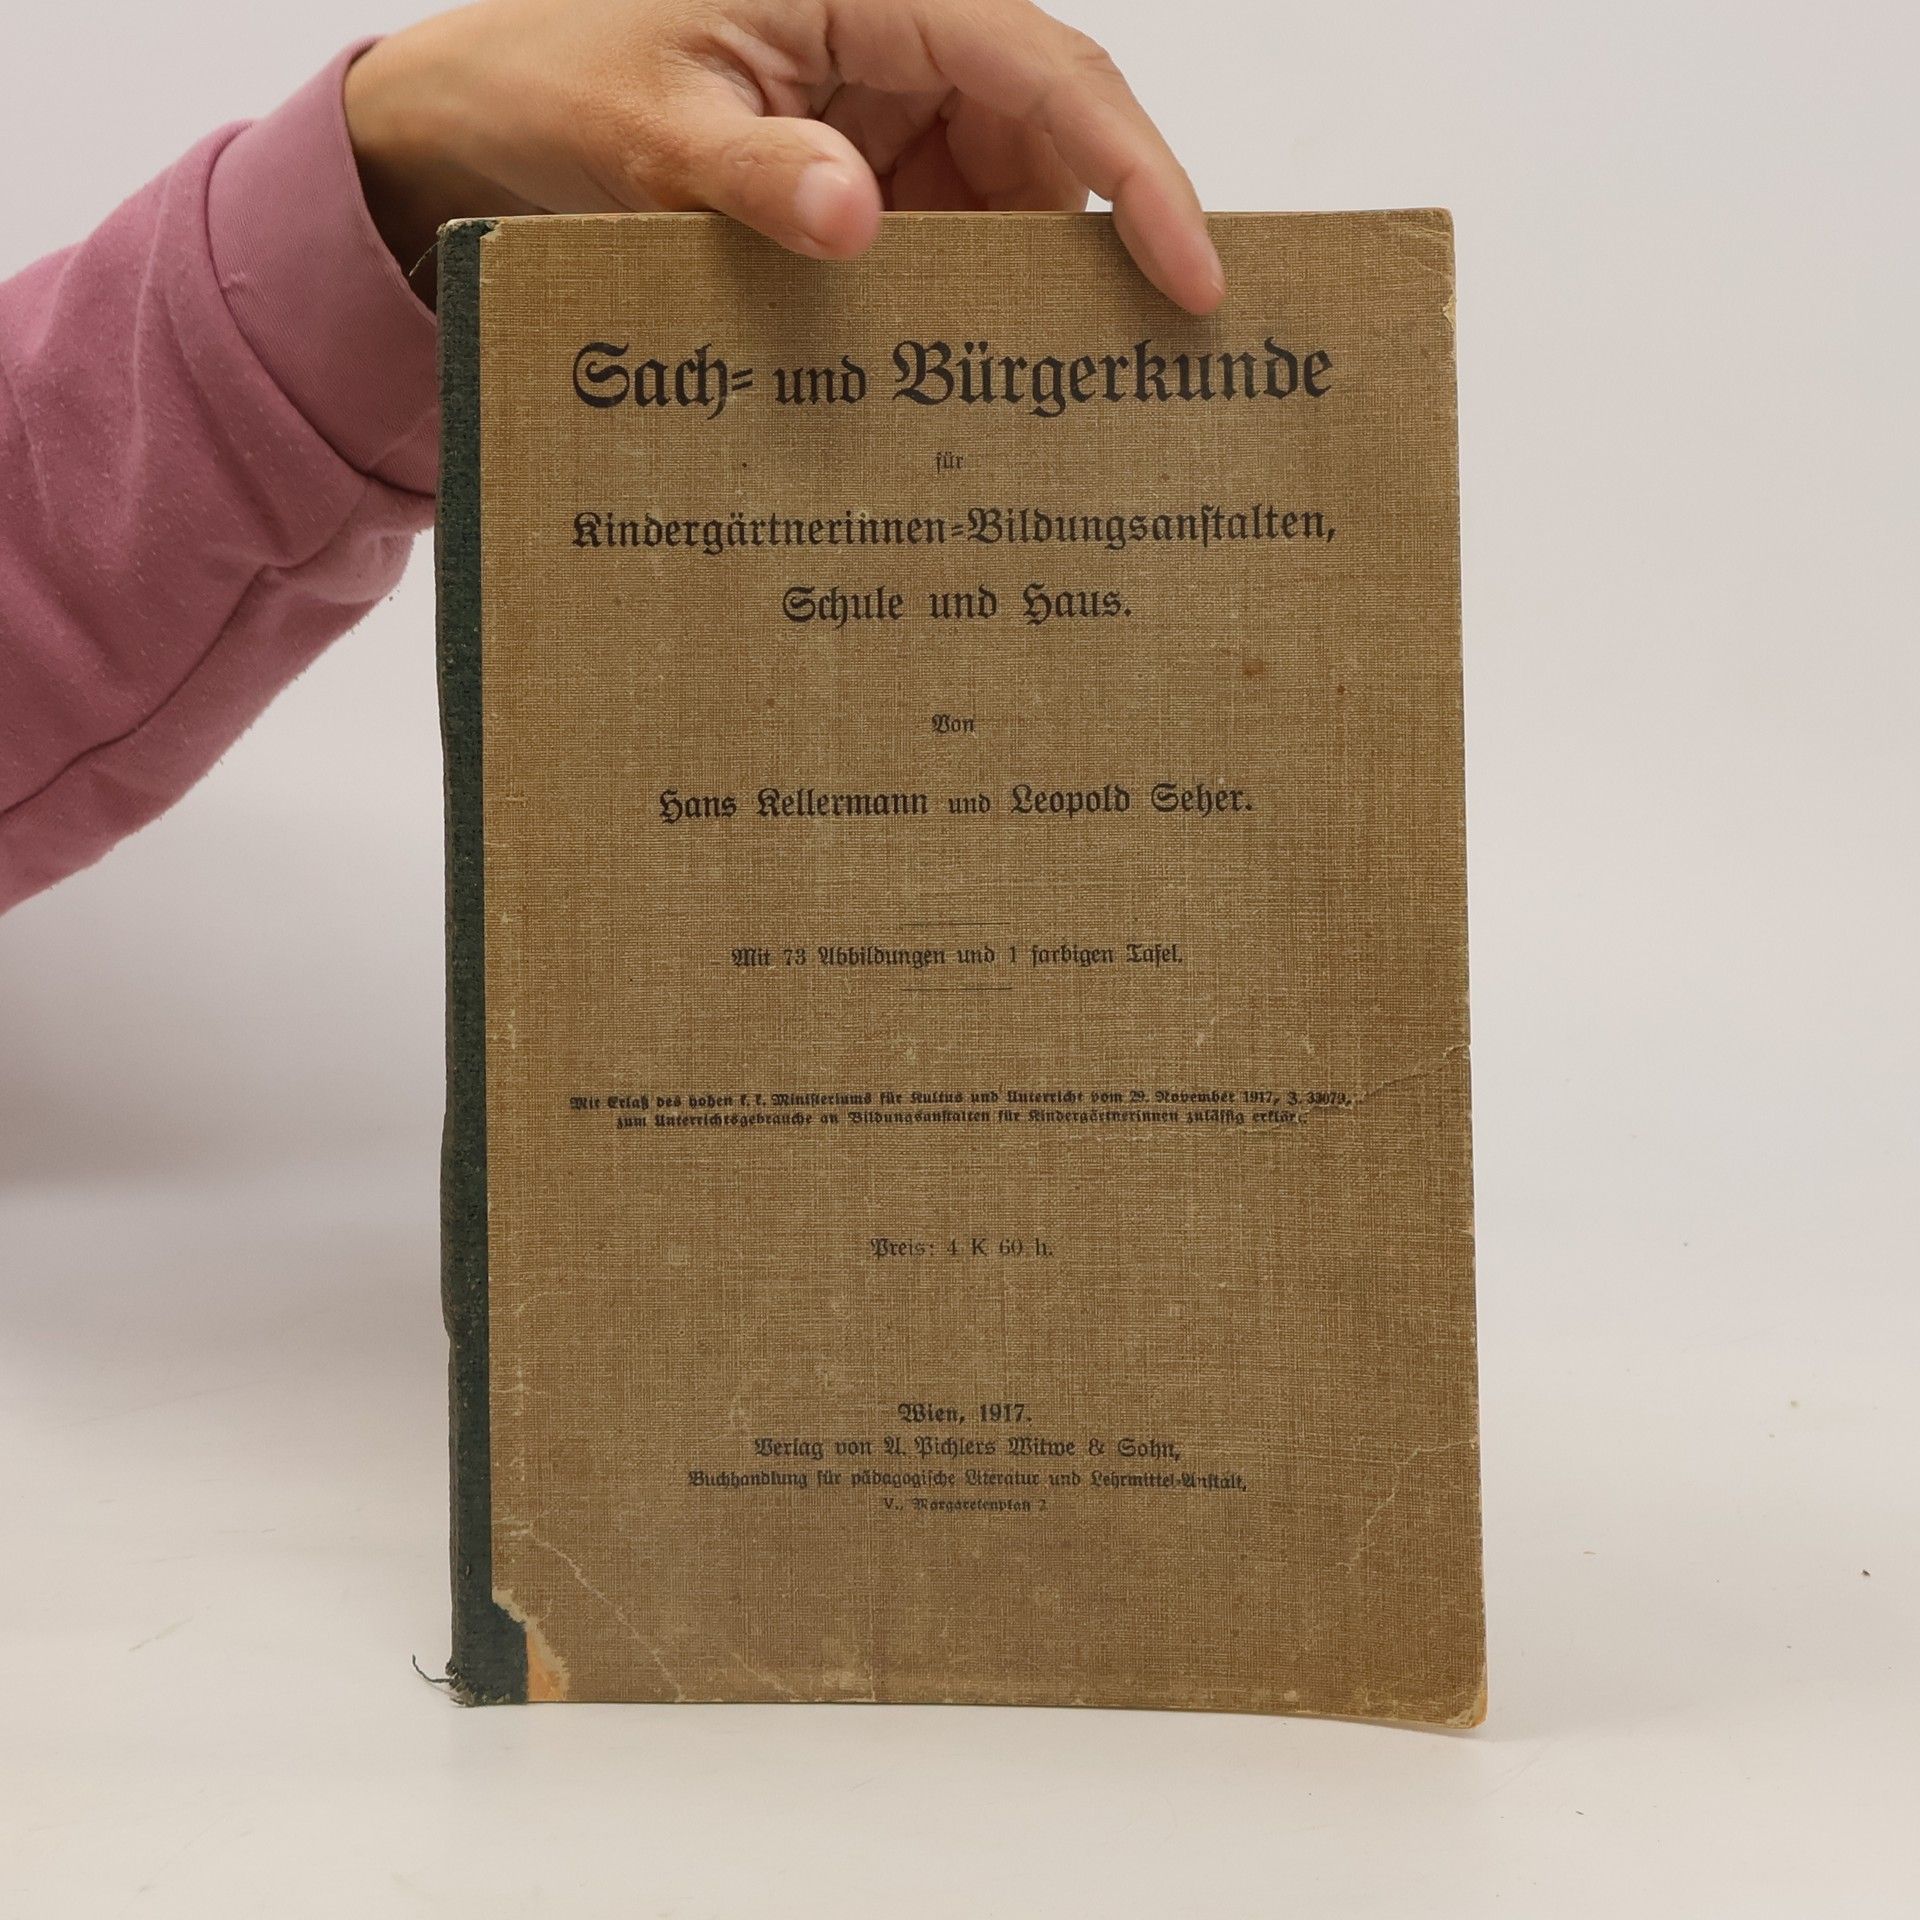 Sach- und Bürgerkunde
für
Kindergärtnerinnen-Bildungsanstalten,
Schule und Haus.
Von
Hans Kellermann und Leopold Seher.
Mit 73 Abbildungen und 1 farbigen Tafel.
Mit Erlaß des hohen k. k. Ministeriums für Kultus und Unterricht vom 29. November 1917, Z. 33079,
zum Unterrichtsgebrauche an Bildungsanstalten für Kindergärtnerinnen zulässig erklärt.
Preis: 4 K 60 h.
Wien, 1917.
Verlag von A. Pichlers Witwe & Sohn,
Buchhandlung für pädagogische Literatur und Lehrmittel-Anstalt,
V., Margaretenplatz 2